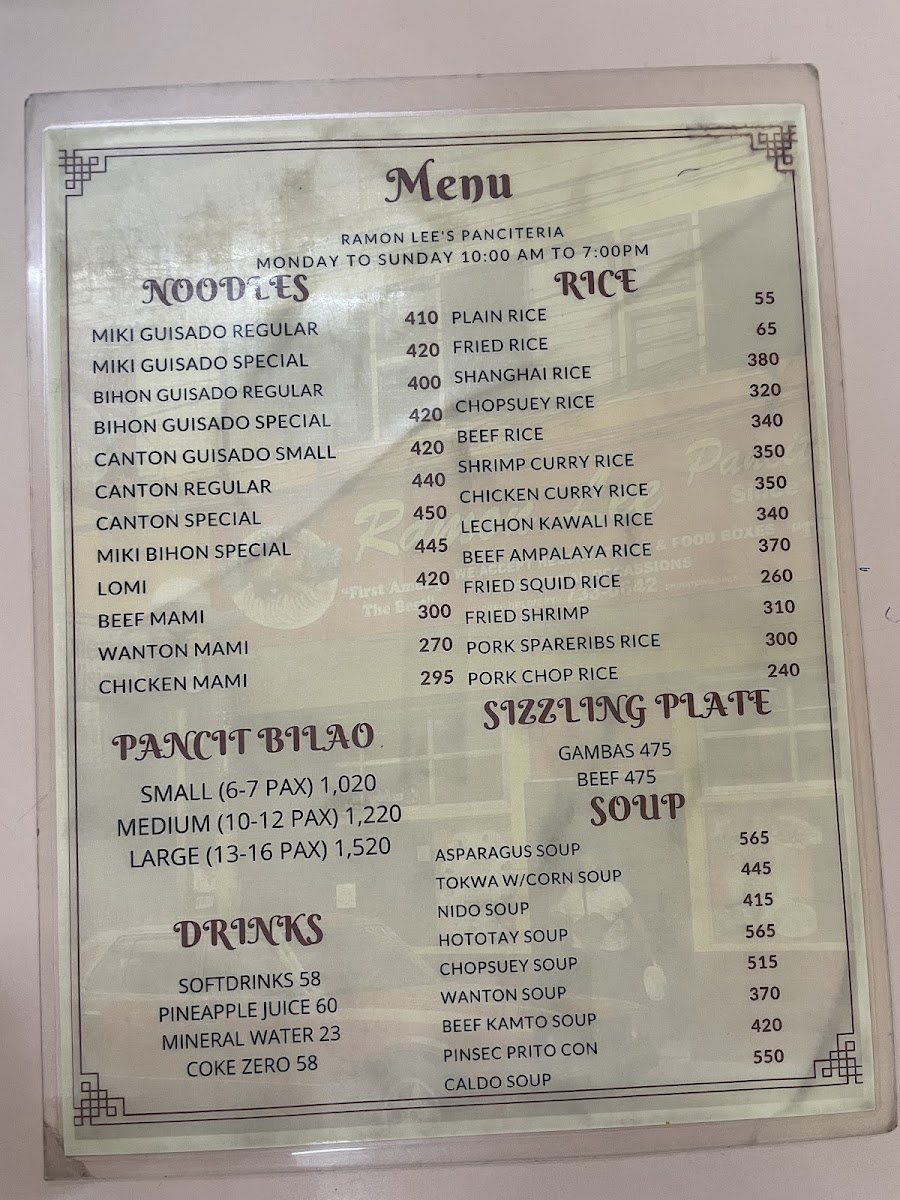 Menu
RAMON LEE'S PANCITERIA
MONDAY TO SUNDAY 10:00 AM TO 7:00PM
NOODLES
MIKI GUISADO REGULAR 410
MIKI GUISADO SPECIAL 420
BIHON GUISADO REGULAR 400
BIHON GUISADO SPECIAL 420
CANTON GUISADO SMALL 420
CANTON REGULAR 440
CANTON SPECIAL 450
MIKI BIHON SPECIAL 445
LOMI 420
BEEF MAMI 300
WANTON MAMI 270
CHICKEN MAMI 295
PANCIT BILAO
SMALL (6-7 PAX) 1,020
MEDIUM (10-12 PAX) 1,220
LARGE (13-16 PAX) 1,520
DRINKS
SOFTDRINKS 58
PINEAPPLE JUICE 60
MINERAL WATER 23
COKE ZERO 58
RICE
PLAIN RICE 55
FRIED RICE 65
SHANGHAI RICE 380
CHOPSUEY RICE 320
BEEF RICE 340
SHRIMP CURRY RICE 350
CHICKEN CURRY RICE 350
LECHON KAWALI RICE 340
BEEF AMPALAYA RICE 370
FRIED SQUID RICE 260
FRIED SHRIMP 310
PORK SPARERIBS RICE 300
PORK CHOP RICE 240
SIZZLING PLATE
GAMBAS 475
BEEF 475
SOUP
ASPARAGUS SOUP 565
TOKWA W/CORN SOUP 445
NIDO SOUP 415
HOTOTAY SOUP 565
CHOPSUEY SOUP 515
WANTON SOUP 370
BEEF KAMTO SOUP 420
PINSEC PRITO CON 550
CALDO SOUP
Ramon Lee
"First
The
WE ACCEPT
& FOOD BOXES